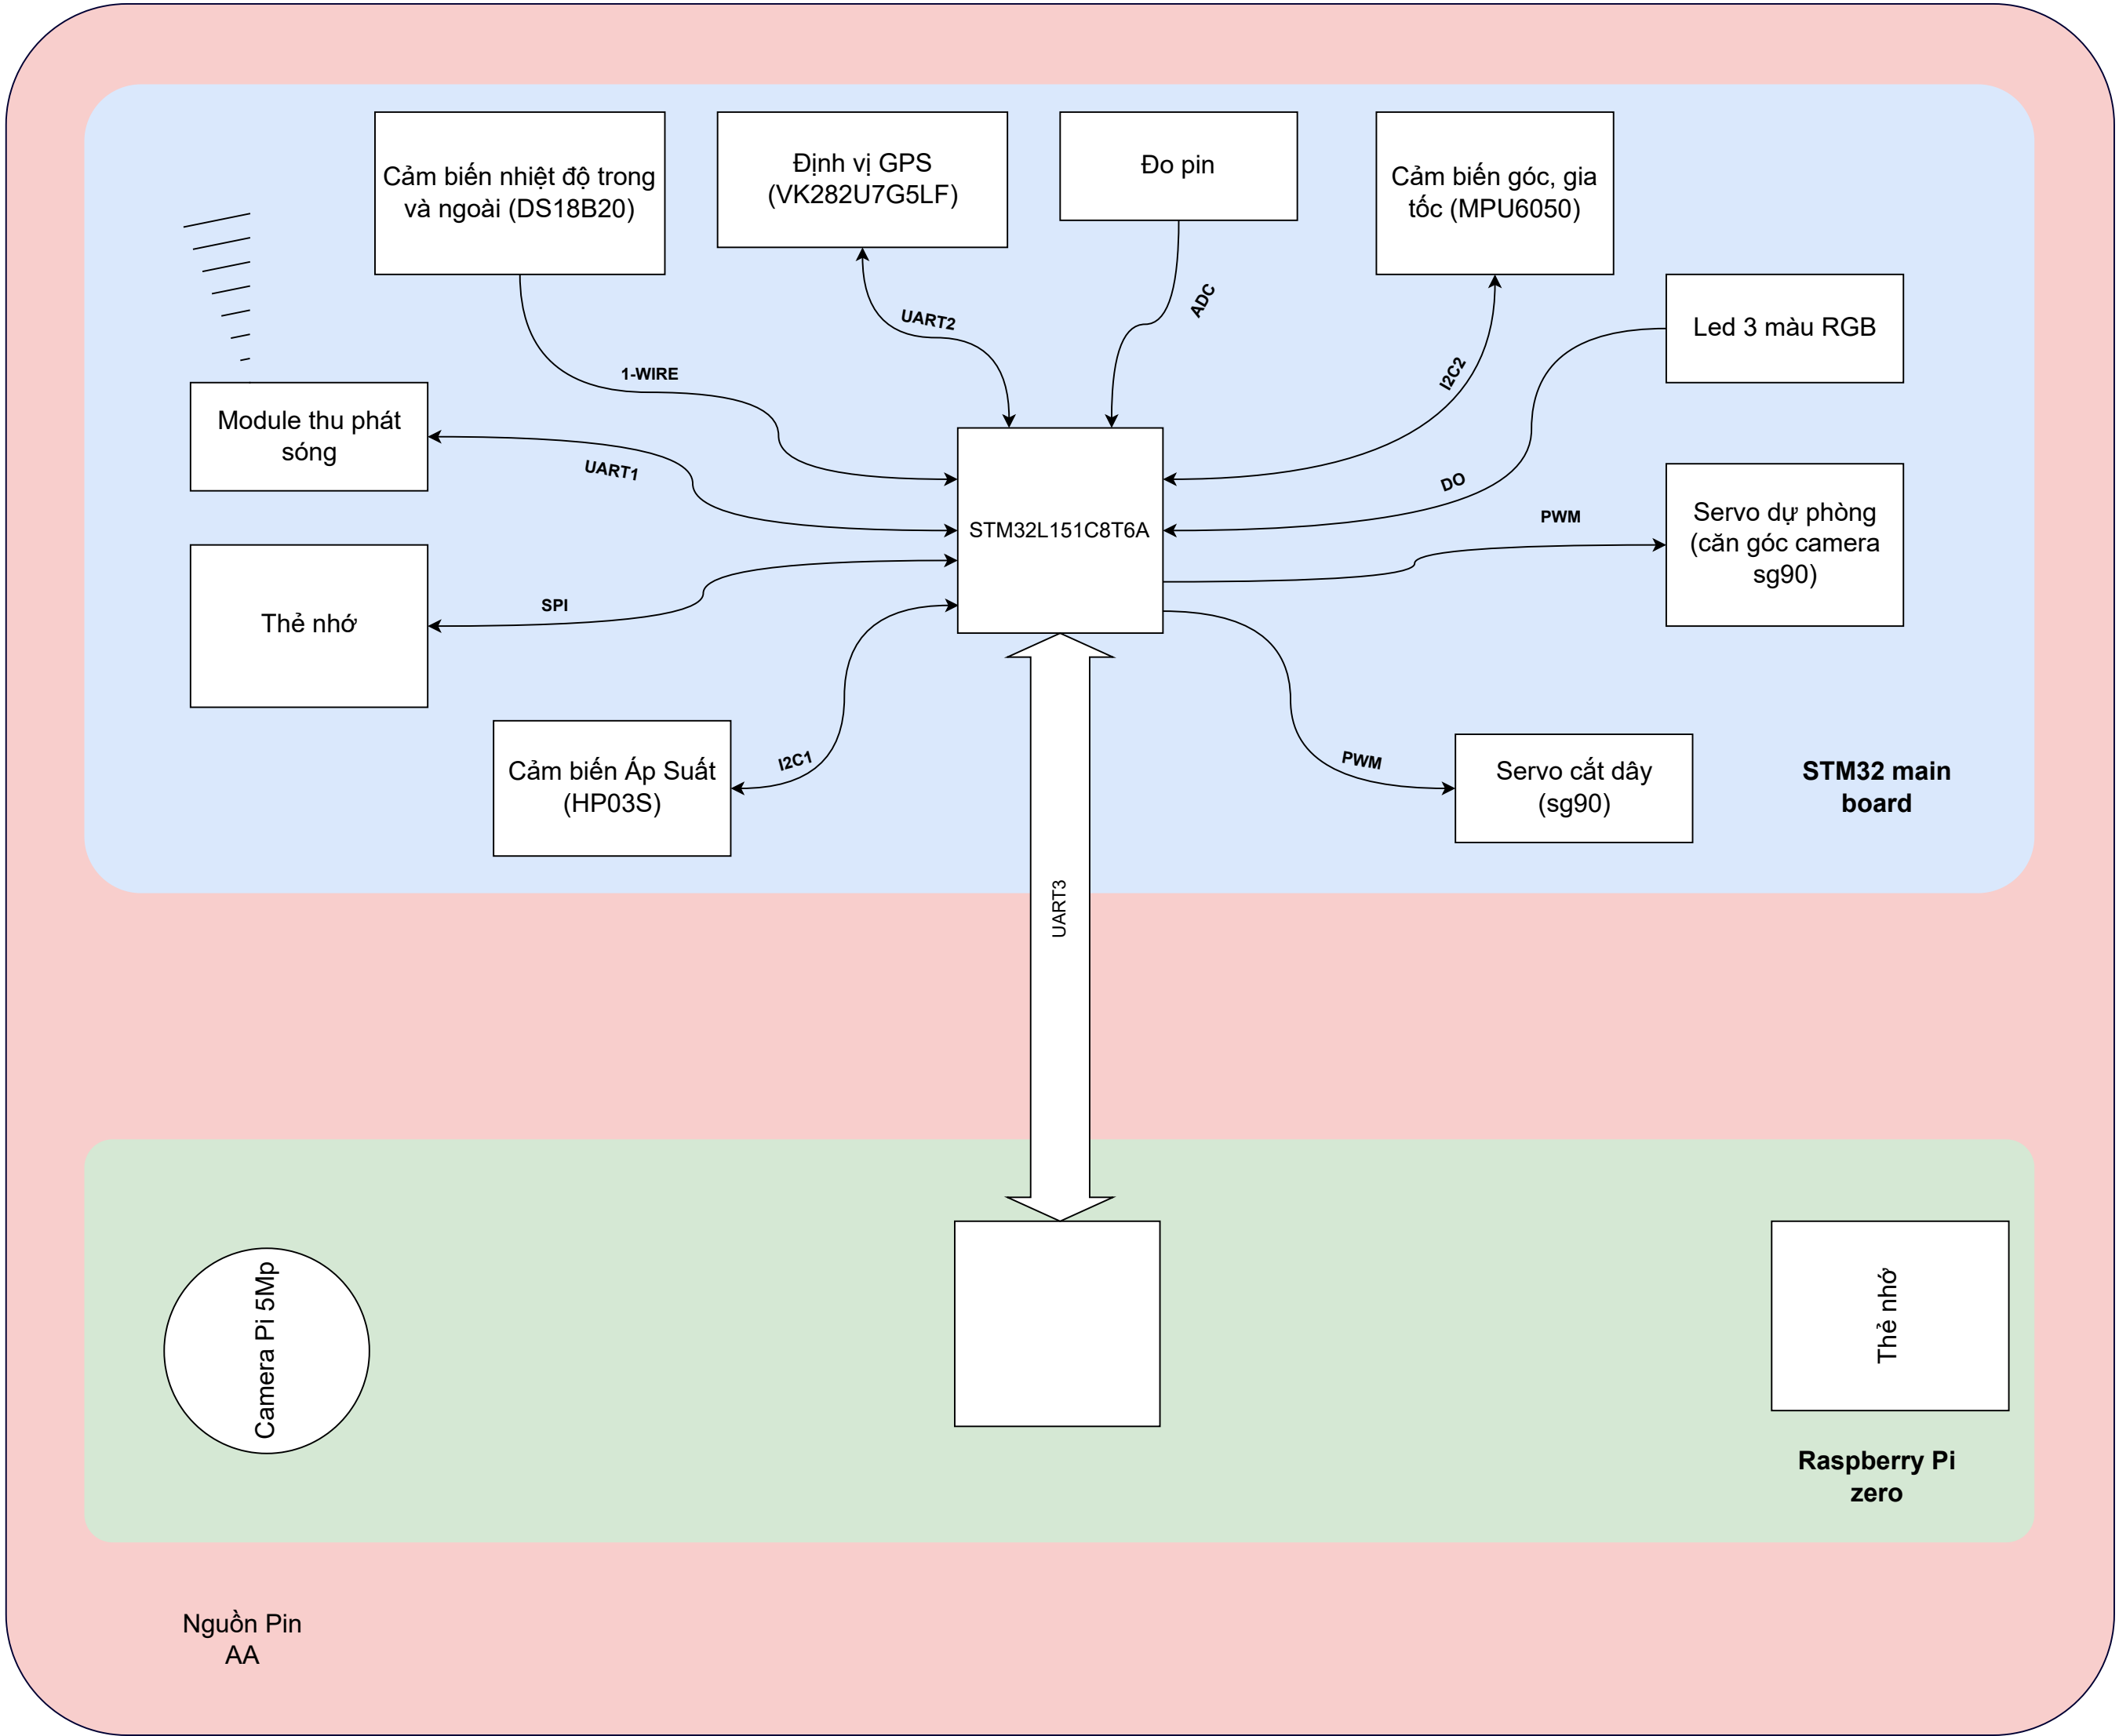 Cảm biến nhiệt độ trong
và ngoài (DS18B20)
Định vị GPS
(VK282U7G5LF)
Đo pin
Cảm biến góc, gia
tốc (MPU6050)
Led 3 màu RGB
ADC
UART2
1-WIRE
I2C2
Module thu phát
sóng
UART1
DO
STM32L151C8T6A
PWM
Servo dự phòng
(căn góc camera
sg90)
Thẻ nhớ
SPI
Cảm biến Áp Suất
(HP03S)
I2C1
PWM
Servo cắt dây
(sg90)
STM32 main
board
UART3
Camera Pi 5Mp
Thẻ nhớ
Raspberry Pi
zero
Nguồn Pin
AA